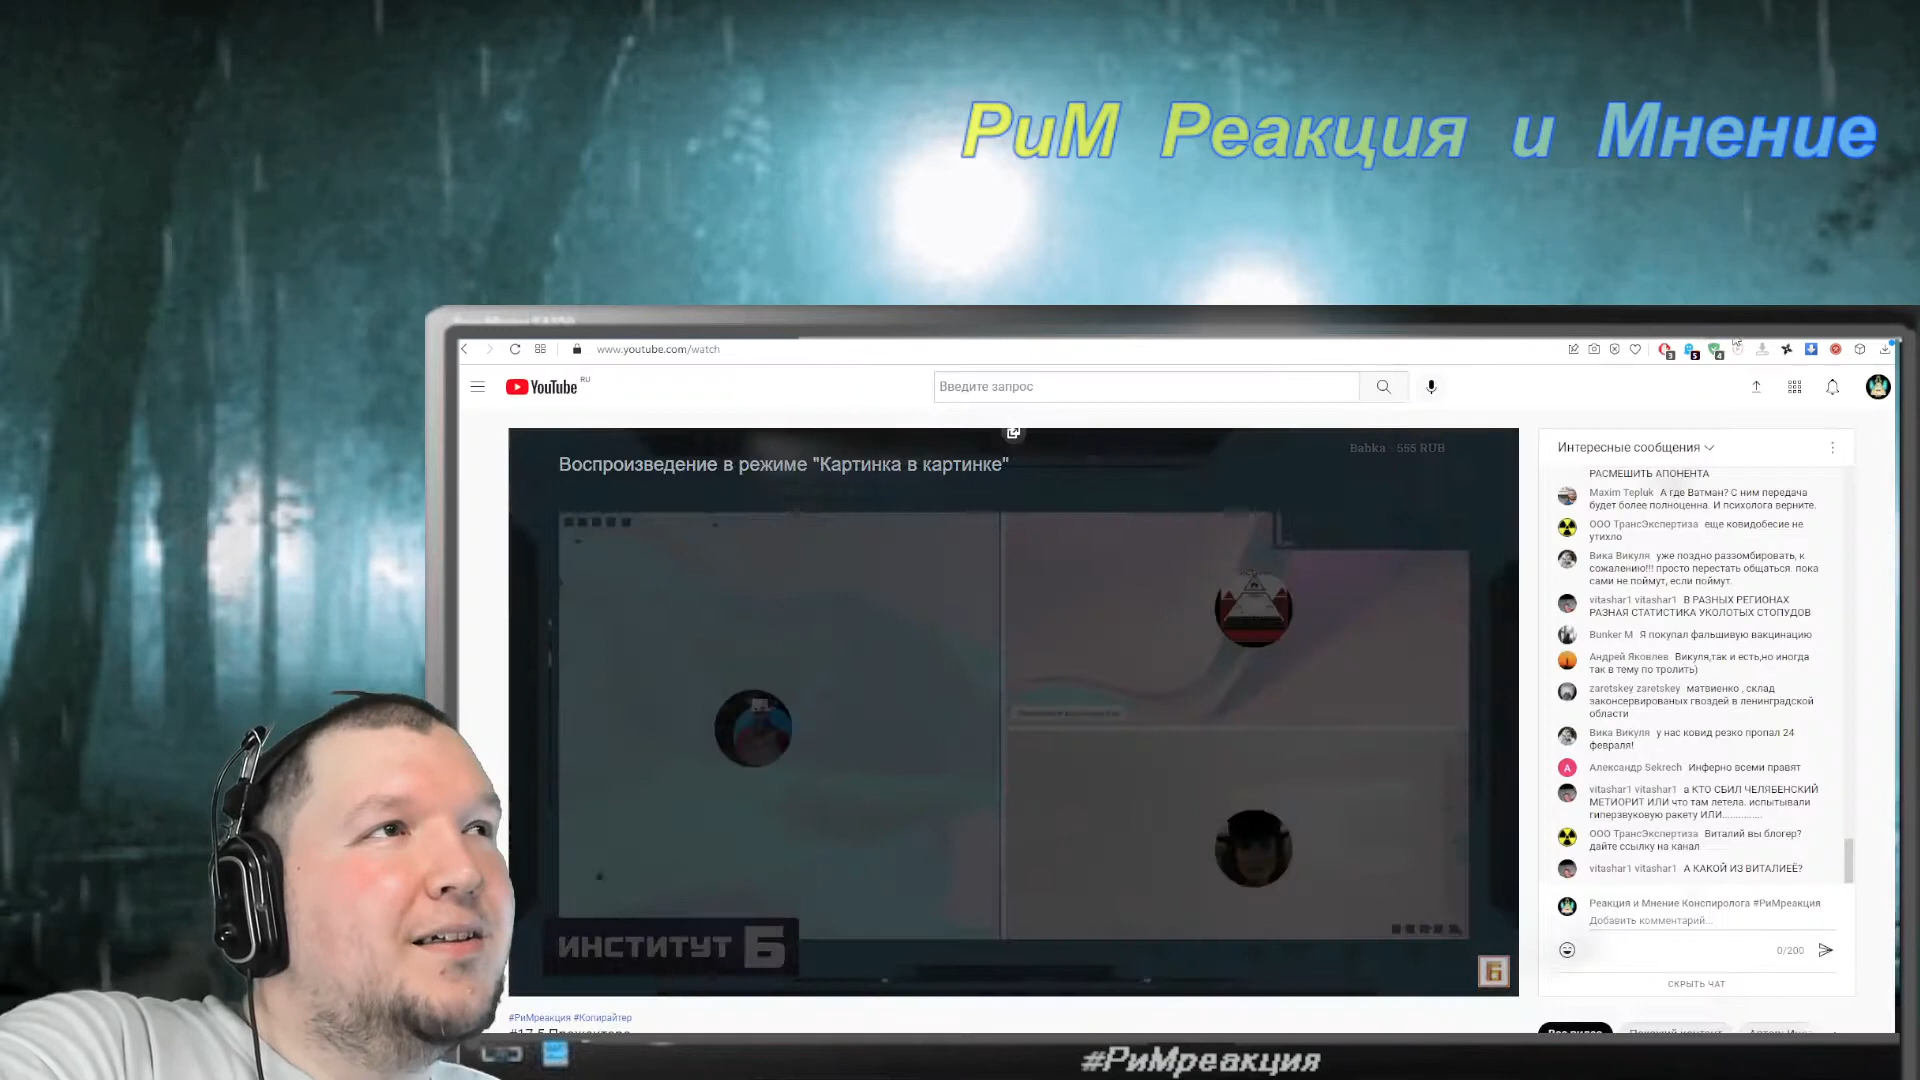 РиМ Реакция и Мнение
www.youtube.com/watch
3
5
4
YouTube
RU
Введите запрос
Babka - 555 RUB
Воспроизведение в режиме "Картинка в картинке"
ИНСТИТУТ Б
Б
Интересные сообщения
РАСМЕШИТЬ АПОНЕНТА
Maxim Tepluk А где Ватман? С ним передача
будет более полноценна. И психолога верните.
ООО ТрансЭкспертиза еще ковидобесие не
утихло
Вика Викуля уже поздно раззомбировать, к
сожалению!!! просто перестать общаться. пока
сами не поймут, если поймут.
vitashar1 vitashar1 В РАЗНЫХ РЕГИОНАХ
РАЗНАЯ СТАТИСТИКА УКОЛОТЫХ СТОПУДОВ
Bunker M Я покупал фальшивую вакцинацию
Андрей Яковлев Викуля,так и есть,но иногда
так в тему по тролить)
zaretskey zaretskey матвиенко , склад
законсервированых гвоздей в ленинградской
области
Вика Викуля у нас ковид резко пропал 24
февраля!
А
Александр Sekrech Инферно всеми правят
vitashar1 vitashar1 а КТО СБИЛ ЧЕЛЯБЕНСКИЙ
МЕТИОРИТ ИЛИ что там летела. испытывали
гиперзвуковую ракету ИЛИ..............
ООО ТрансЭкспертиза Виталий вы блогер?
дайте ссылку на канал
vitashar1 vitashar1 А КАКОЙ ИЗ ВИТАЛИЕЁ?
Реакция и Мнение Конспиролога #РиМреакция
Добавить комментарий...
0/200
СКРЫТЬ ЧАТ
#РиМреакция #Копирайтер
#РиМреакция